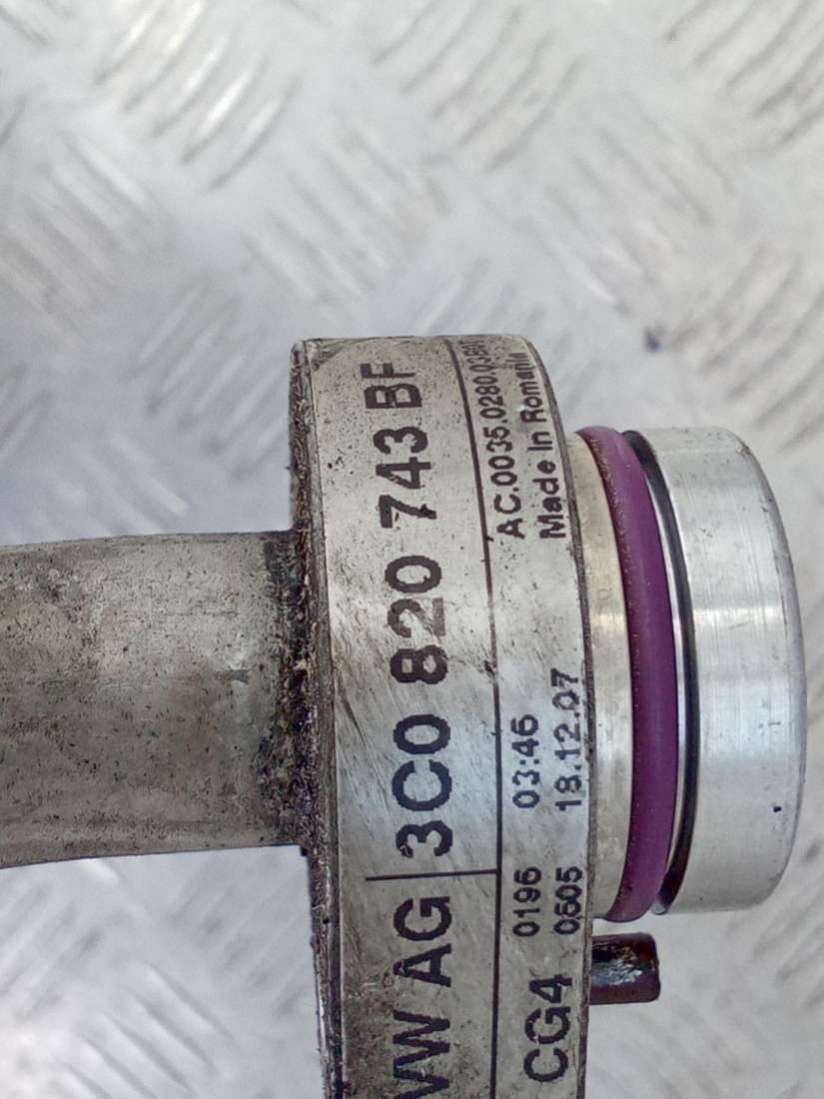 VW AG 3C0 820 743 BF
CG4 0196 03:46 AC.0035.0280.03
0605 18.12.07 Made In Romania